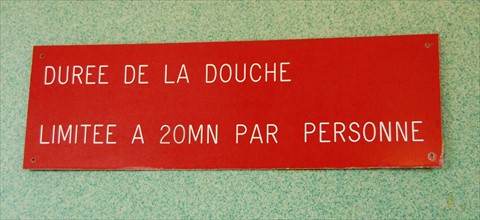 DUREE DE LA DOUCHE
LIMITEE A 20MN PAR PERSONNE